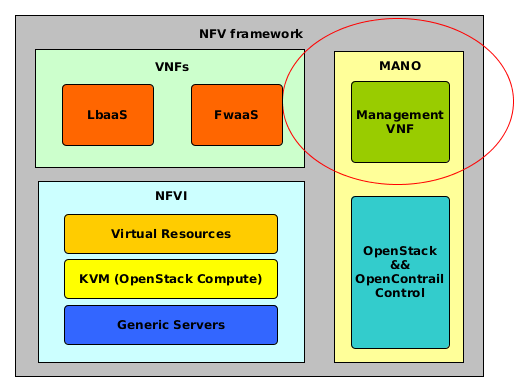 NFV framework
VNFs
LbaaS
FwaaS
MANO
Management
VNF
NFVI
Virtual Resources
KVM (OpenStack Compute)
Generic Servers
OpenStack
&&
OpenContrail
Control